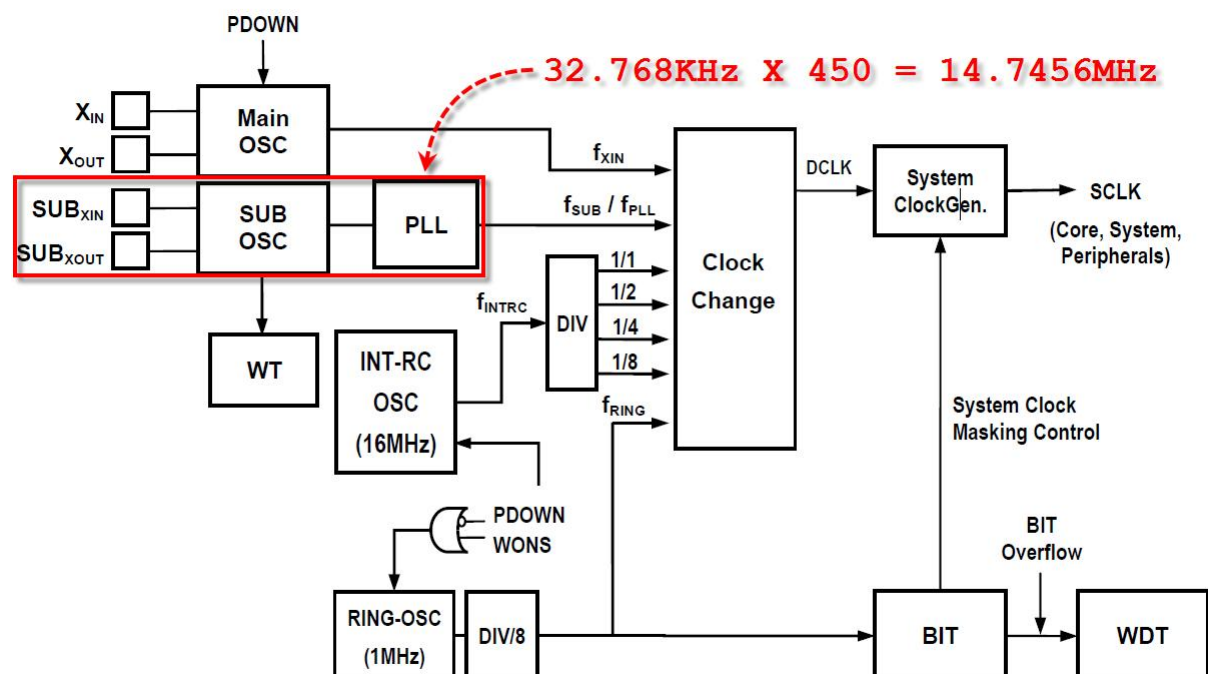 PDOWN
32.768KHz X 450 = 14.7456MHz
XIN
XOUT
Main
OSC
fXIN
SUBXIN
SUBXOUT
SUB
OSC
PLL
fSUB / fPLL
Clock
Change
DCLK
System
ClockGen.
SCLK
(Core, System,
Peripherals)
WT
fINTRC
DIV
1/1
1/2
1/4
1/8
INT-RC
OSC
(16MHz)
fRING
System Clock
Masking Control
PDOWN
WONS
BIT
Overflow
RING-OSC
(1MHz)
DIV/8
BIT
WDT